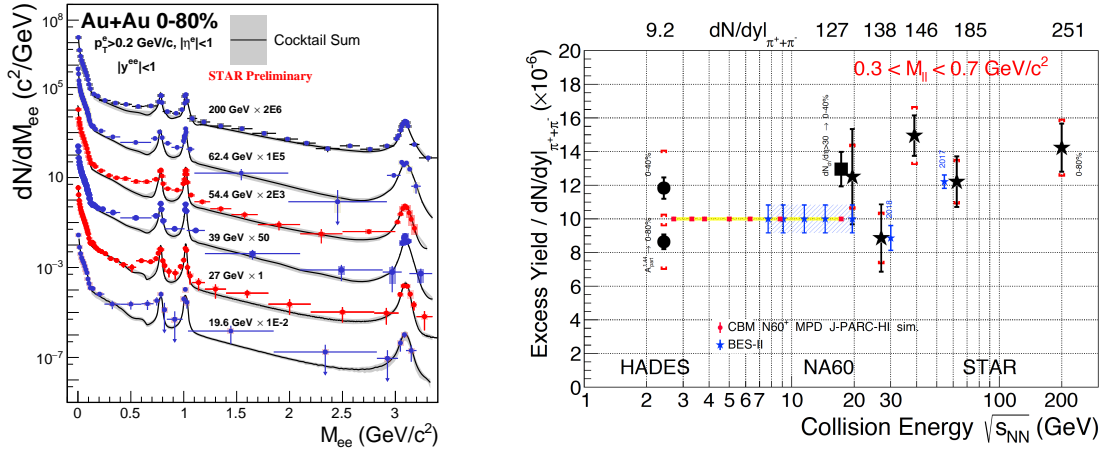 Au+Au 0-80%
p_T^e>0.2 GeV/c, |η^e|<1
|y^ee|<1
Cocktail Sum
STAR Preliminary
200 GeV × 2E6
62.4 GeV × 1E5
54.4 GeV × 2E3
39 GeV × 50
27 GeV × 1
19.6 GeV × 1E-2
dN/dM_ee (c²/GeV)
10⁸
10⁵
10
10⁻³
10⁻⁷
0 0.5 1 1.5 2 2.5 3
M_ee (GeV/c²)
9.2 dN/dy|_π⁺+π⁻ 127 138 146 185 251
0.3 < M_ll < 0.7 GeV/c²
Excess Yield / dN/dy|_π⁺+π⁻ (×10⁻⁶)
20
18
16
14
12
10
8
6
4
2
0
0-40%
0-80%
→ 0-40%
2017
2018
0-80%
CBM N60⁺ MPD J-PARC-HI sim.
BES-II
HADES NA60 STAR
1 2 3 4 5 6 7 10 20 30 40 100 200
Collision Energy √s_NN (GeV)